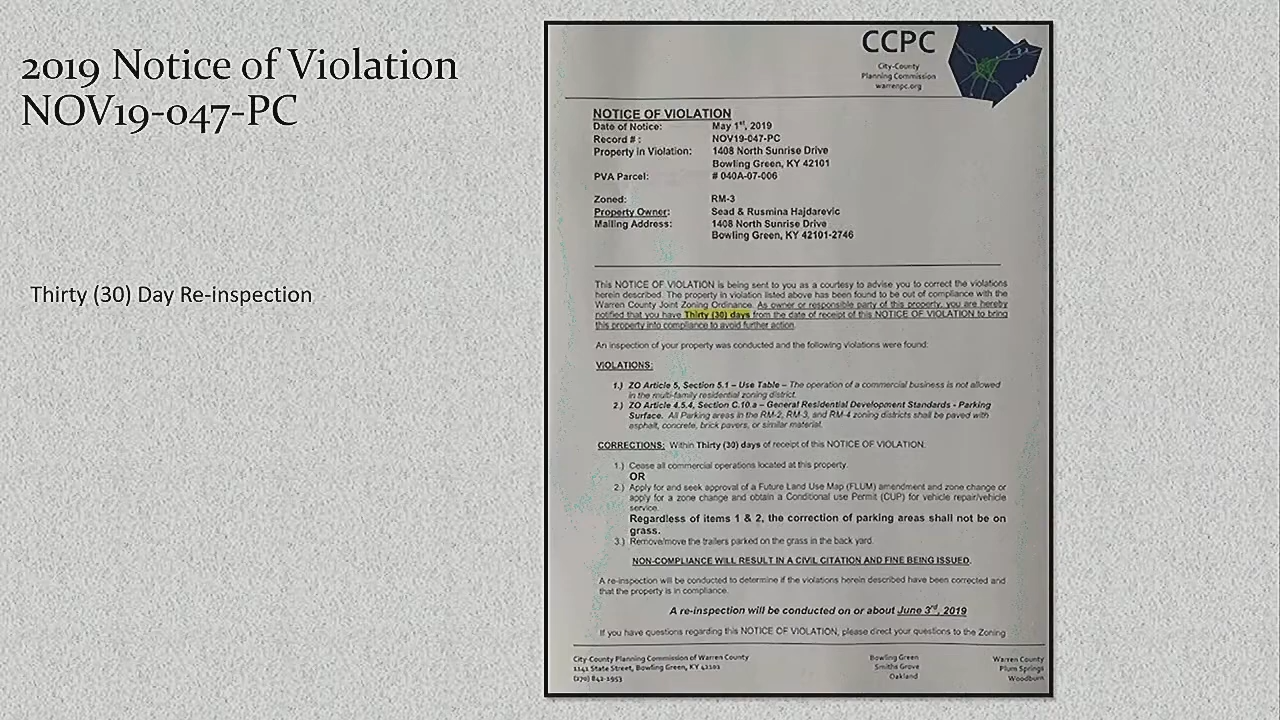 2019 Notice of Violation
NOV19-047-PC
Thirty (30) Day Re-inspection
CCPC
City-County
Planning Commission
warrenpc.org
NOTICE OF VIOLATION
Date of Notice: May 1st, 2019
Record # : NOV19-047-PC
Property in Violation: 1408 North Sunrise Drive
Bowling Green, KY 42101
PVA Parcel: # 040A-07-006
Zoned: RM-3
Property Owner: Sead & Rusmina Hajdarevic
Mailing Address: 1408 North Sunrise Drive
Bowling Green, KY 42101-2746
This NOTICE OF VIOLATION is being sent to you as a courtesy to advise you to correct the violations
herein described. The property in violation listed above has been found to be out of compliance with the
Warren County Joint Zoning Ordinance. As owner or responsible party of this property, you are hereby
notified that you have Thirty (30) days from the date of receipt of this NOTICE OF VIOLATION to bring
this property into compliance to avoid further action.
An inspection of your property was conducted and the following violations were found:
VIOLATIONS:
1.) ZO Article 5, Section 5.1 – Use Table – The operation of a commercial business is not allowed
in the multi-family residential zoning district.
2.) ZO Article 4.5.4, Section C.10.a – General Residential Development Standards - Parking
Surface. All Parking areas in the RM-2, RM-3, and RM-4 zoning districts shall be paved with
asphalt, concrete, brick pavers, or similar material.
CORRECTIONS: Within Thirty (30) days of receipt of this NOTICE OF VIOLATION:
1.) Cease all commercial operations located at this property.
OR
2.) Apply for and seek approval of a Future Land Use Map (FLUM) amendment and zone change or
apply for a zone change and obtain a Conditional use Permit (CUP) for vehicle repair/vehicle
service.
Regardless of items 1 & 2, the correction of parking areas shall not be on
grass.
3.) Remove/move the trailers parked on the grass in the back yard.
NON-COMPLIANCE WILL RESULT IN A CIVIL CITATION AND FINE BEING ISSUED.
A re-inspection will be conducted to determine if the violations herein described have been corrected and
that the property is in compliance.
A re-inspection will be conducted on or about June 3rd, 2019
If you have questions regarding this NOTICE OF VIOLATION, please direct your questions to the Zoning
City-County Planning Commission of Warren County Bowling Green Warren County
1141 State Street, Bowling Green, KY 42101 Smiths Grove Plum Springs
(270) 842-1953 Oakland Woodburn